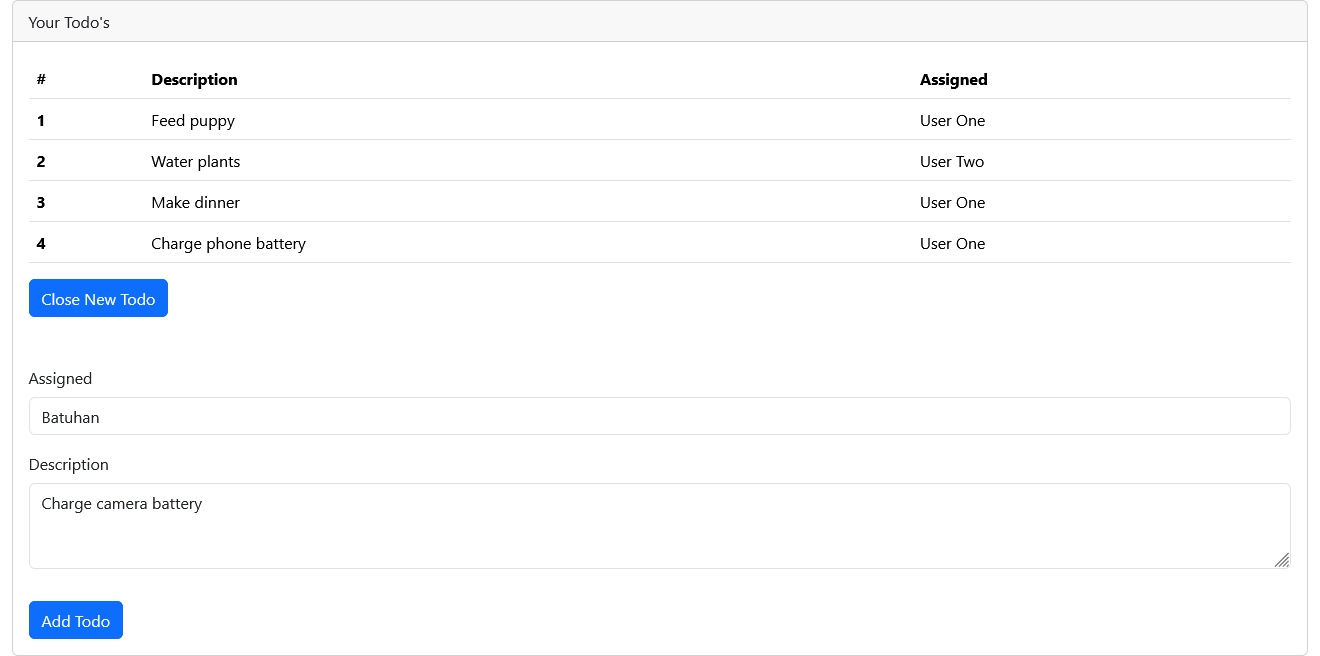 Your Todo's
# Description Assigned
1 Feed puppy User One
2 Water plants User Two
3 Make dinner User One
4 Charge phone battery User One
Close New Todo
Assigned
Batuhan
Description
Charge camera battery
Add Todo